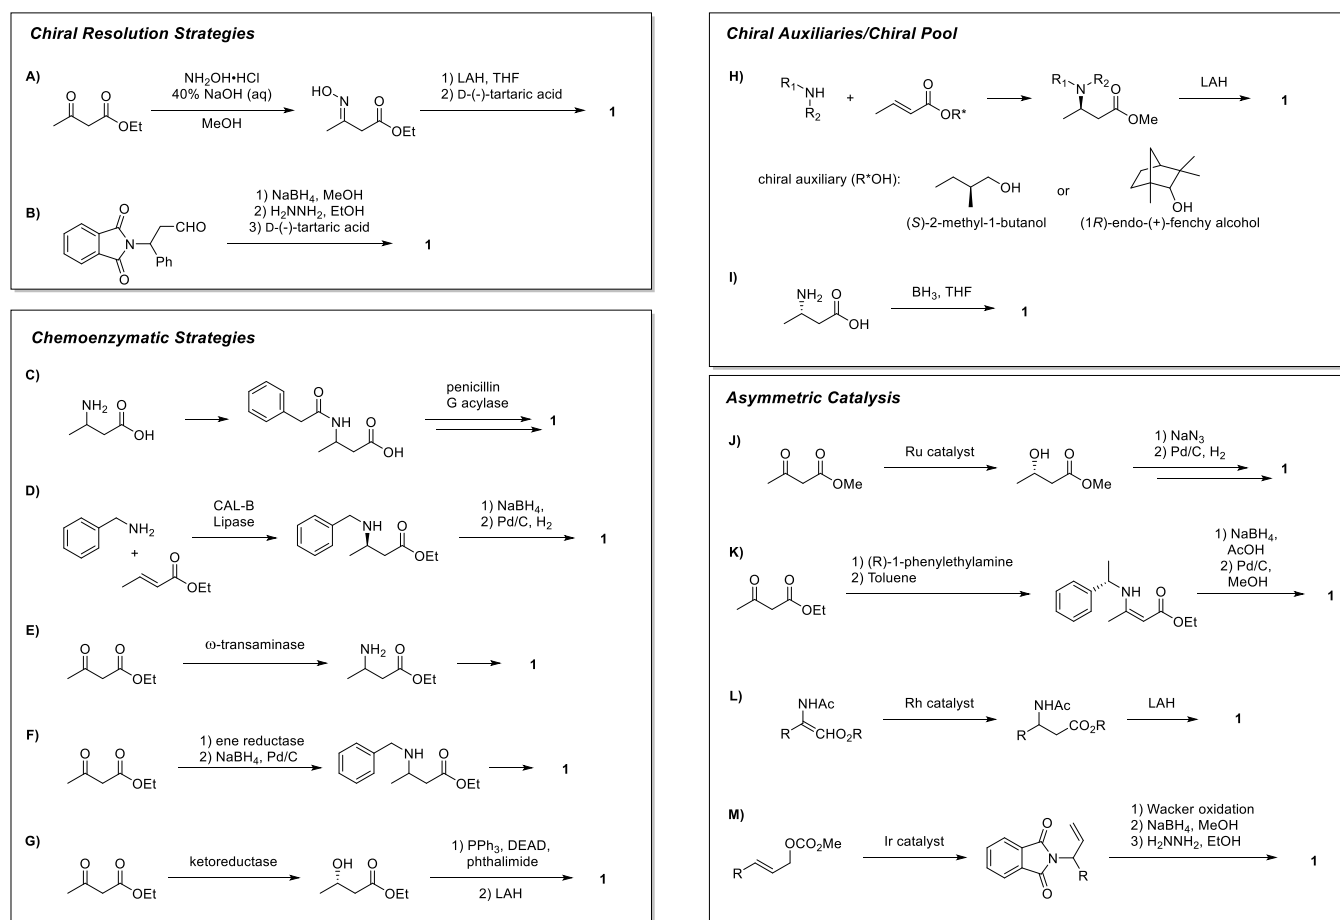 Chiral Resolution Strategies
A)
O O
OEt
NH2OH•HCl
40% NaOH (aq)
MeOH
HO
N O
OEt
1) LAH, THF
2) D-(-)-tartaric acid
1
B)
O
N
O
CHO
Ph
1) NaBH4, MeOH
2) H2NNH2, EtOH
3) D-(-)-tartaric acid
1
Chemoenzymatic Strategies
C)
NH2 O
OH
O
NH O
OH
penicillin
G acylase
1
D)
NH2
+
O
OEt
CAL-B
Lipase
NH O
OEt
1) NaBH4,
2) Pd/C, H2
1
E)
O O
OEt
ω-transaminase
NH2 O
OEt
1
F)
O O
OEt
1) ene reductase
2) NaBH4, Pd/C
NH O
OEt
1
G)
O O
OEt
ketoreductase
OH O
OEt
1) PPh3, DEAD,
phthalimide
2) LAH
1
Chiral Auxiliaries/Chiral Pool
H)
R1 NH
R2
+
O
OR*
R1 N R2
O
OMe
LAH
1
chiral auxiliary (R*OH):
OH
or
OH
(S)-2-methyl-1-butanol
(1R)-endo-(+)-fenchy alcohol
I)
NH2 O
OH
BH3, THF
1
Asymmetric Catalysis
J)
O O
OMe
Ru catalyst
OH O
OMe
1) NaN3
2) Pd/C, H2
1
K)
O O
OEt
1) (R)-1-phenylethylamine
2) Toluene
NH O
OEt
1) NaBH4,
AcOH
2) Pd/C,
MeOH
1
L)
NHAc
R CHO2R
Rh catalyst
NHAc
R CO2R
LAH
1
M)
R
OCO2Me
Ir catalyst
O
N
O
R
1) Wacker oxidation
2) NaBH4, MeOH
3) H2NNH2, EtOH
1